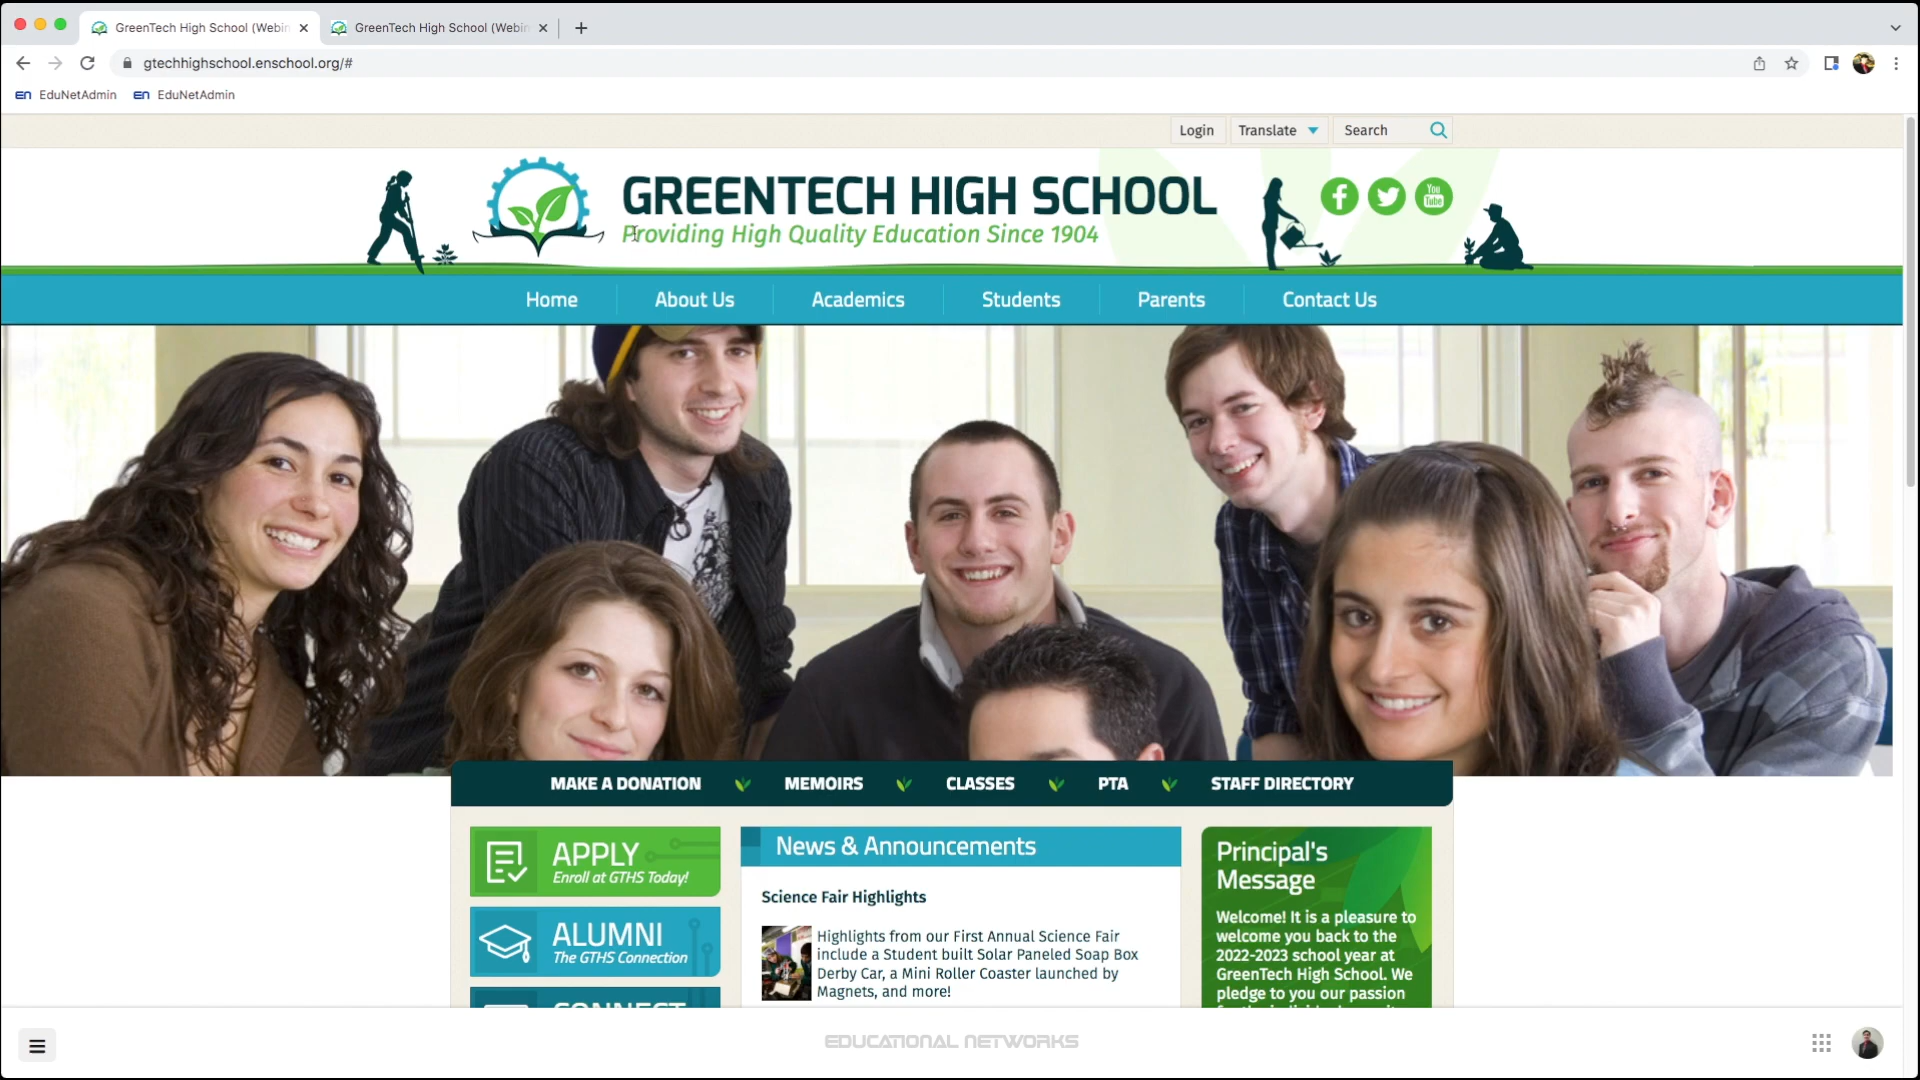 GreenTech High School (Webin
GreenTech High School (Webin
gtechhighschool.enschool.org/#
en EduNetAdmin
en EduNetAdmin
Login
Translate
Search
GREENTECH HIGH SCHOOL
Providing High Quality Education Since 1904
You
Tube
Home
About Us
Academics
Students
Parents
Contact Us
MAKE A DONATION
MEMOIRS
CLASSES
PTA
STAFF DIRECTORY
APPLY
Enroll at GTHS Today!
ALUMNI
The GTHS Connection
CONNECT
News & Announcements
Science Fair Highlights
Highlights from our First Annual Science Fair
include a Student built Solar Paneled Soap Box
Derby Car, a Mini Roller Coaster launched by
Magnets, and more!
Principal's
Message
Welcome! It is a pleasure to
welcome you back to the
2022-2023 school year at
GreenTech High School. We
pledge to you our passion
EDUCATIONAL NETWORKS